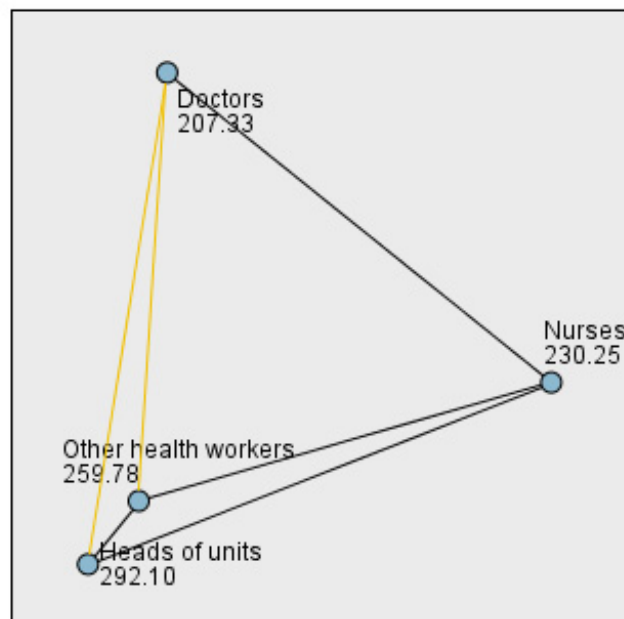 Doctors
207.33
Nurses
230.25
Other health workers
259.78
Heads of units
292.10